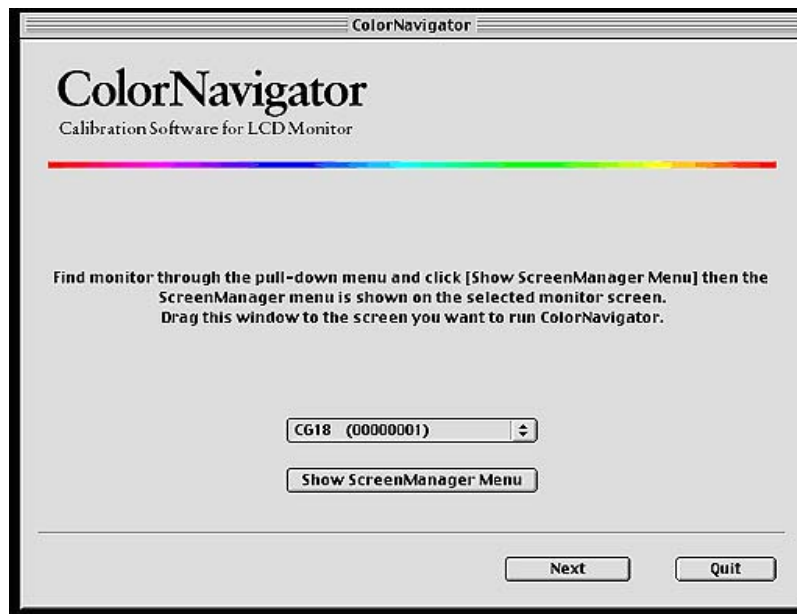 ColorNavigator
ColorNavigator
Calibration Software for LCD Monitor
Find monitor through the pull-down menu and click [Show ScreenManager Menu] then the
ScreenManager menu is shown on the selected monitor screen.
Drag this window to the screen you want to run ColorNavigator.
CG18 (00000001)
Show ScreenManager Menu
Next Quit